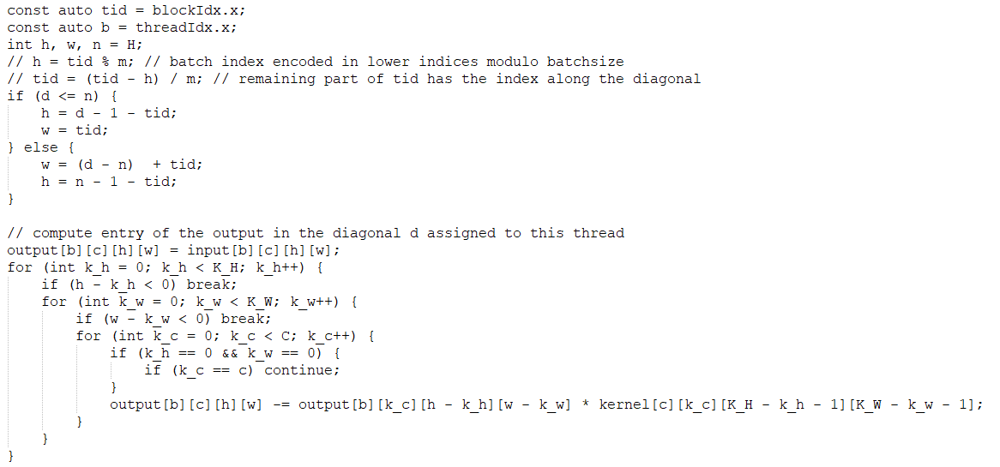 const auto tid = blockIdx.x;
const auto b = threadIdx.x;
int h, w, n = H;
// h = tid % m; // batch index encoded in lower indices modulo batchsize
// tid = (tid - h) / m; // remaining part of tid has the index along the diagonal
if (d <= n) {
    h = d - 1 - tid;
    w = tid;
} else {
    w = (d - n)  + tid;
    h = n - 1 - tid;
}

// compute entry of the output in the diagonal d assigned to this thread
output[b][c][h][w] = input[b][c][h][w];
for (int k_h = 0; k_h < K_H; k_h++) {
    if (h - k_h < 0) break;
    for (int k_w = 0; k_w < K_W; k_w++) {
        if (w - k_w < 0) break;
        for (int k_c = 0; k_c < C; k_c++) {
            if (k_h == 0 && k_w == 0) {
                if (k_c == c) continue;
            }
            output[b][c][h][w] -= output[b][k_c][h - k_h][w - k_w] * kernel[c][k_c][K_H - k_h - 1][K_W - k_w - 1];
        }
    }
}